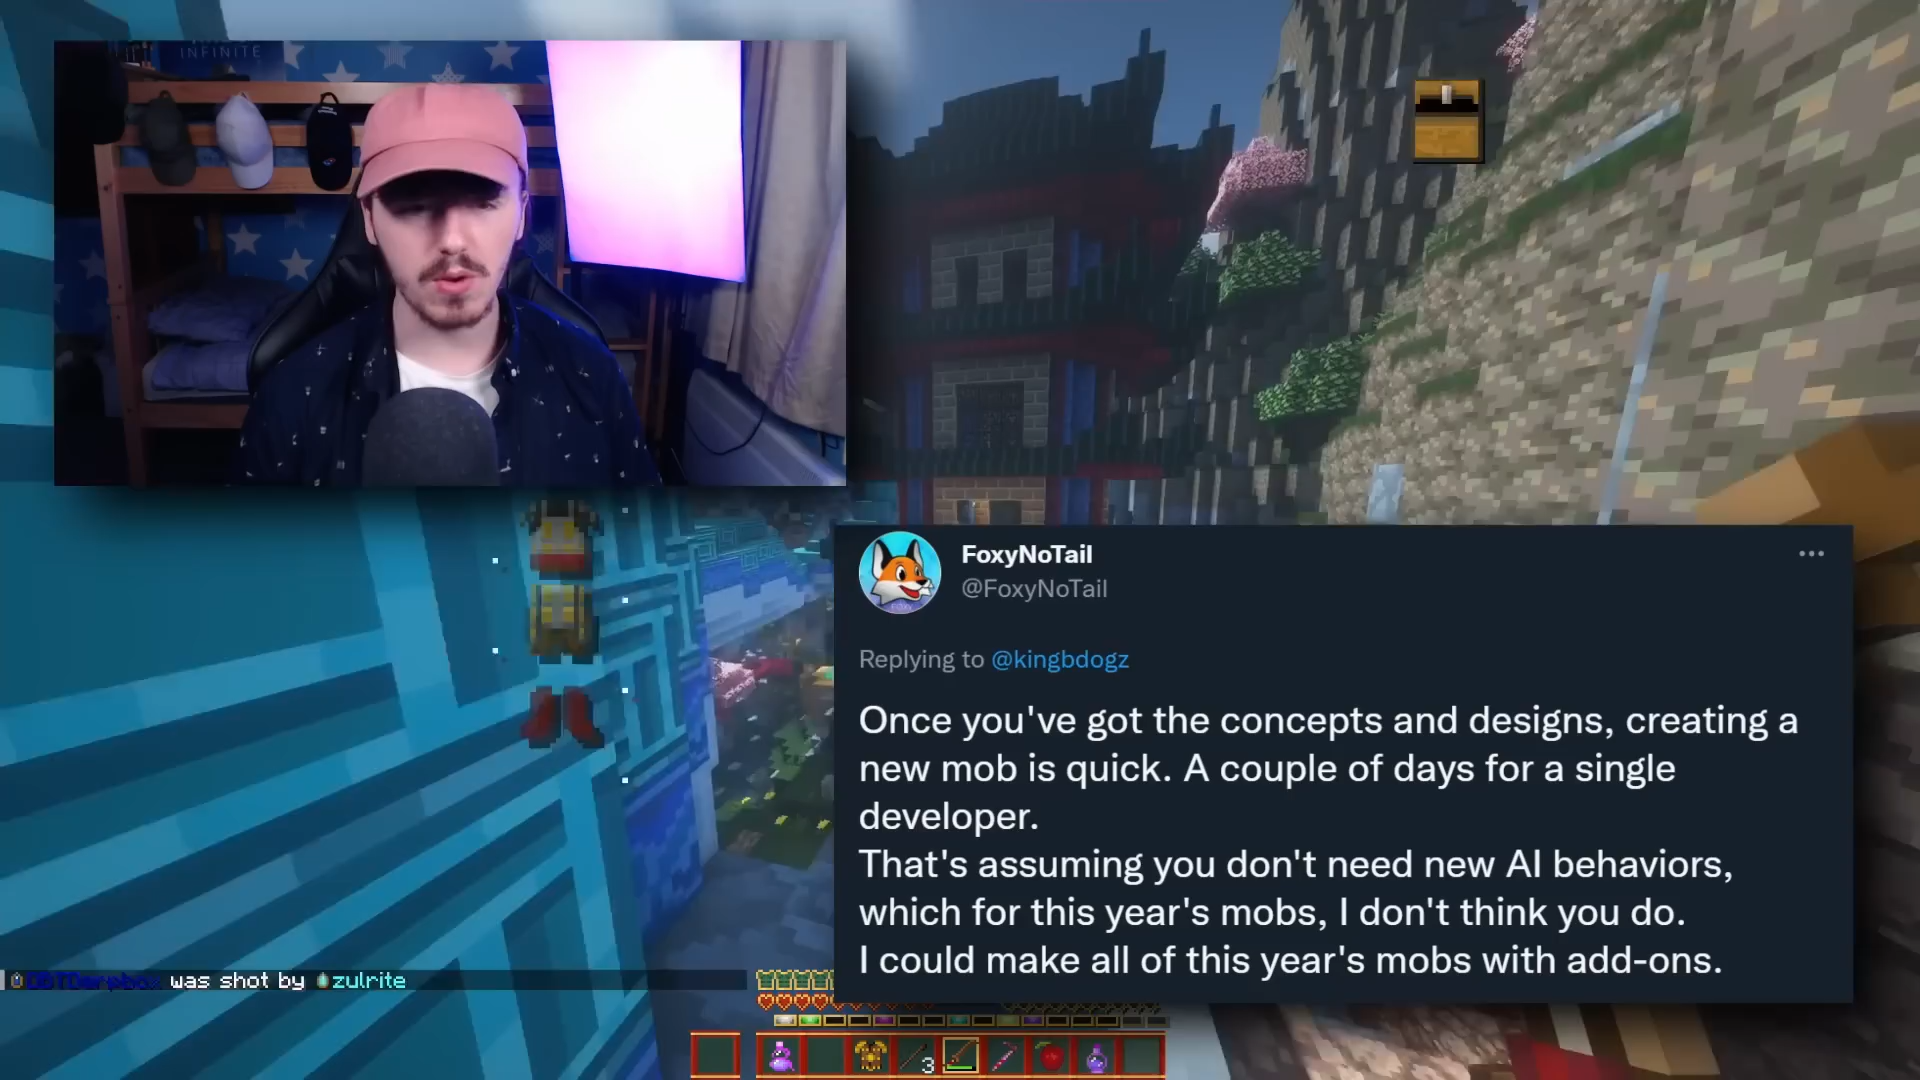 INFINITE
FoxyNoTail
@FoxyNoTail
Replying to @kingbdogz
Once you've got the concepts and designs, creating a
new mob is quick. A couple of days for a single
developer.
That's assuming you don't need new AI behaviors,
which for this year's mobs, I don't think you do.
I could make all of this year's mobs with add-ons.
was shot by zulrite
3